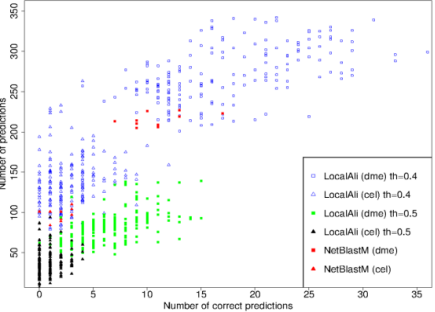 350
300
250
200
150
100
50
Number of predictions
0 5 10 15 20 25 30 35
Number of correct predictions
LocalAli (dme) th=0.4
LocalAli (cel) th=0.4
LocalAli (dme) th=0.5
LocalAli (cel) th=0.5
NetBlastM (dme)
NetBlastM (cel)